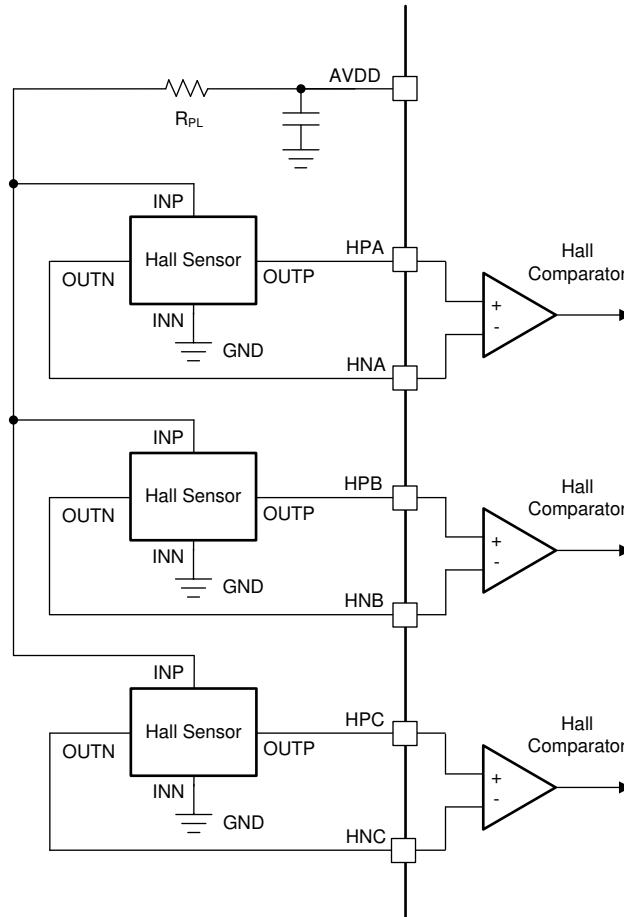 AVDD
R_PL
INP
Hall Sensor
OUTN
OUTP
INN
GND
HPA
HNA
Hall
Comparator
+
-
INP
Hall Sensor
OUTN
OUTP
INN
GND
HPB
HNB
Hall
Comparator
+
-
INP
Hall Sensor
OUTN
OUTP
INN
GND
HPC
HNC
Hall
Comparator
+
-